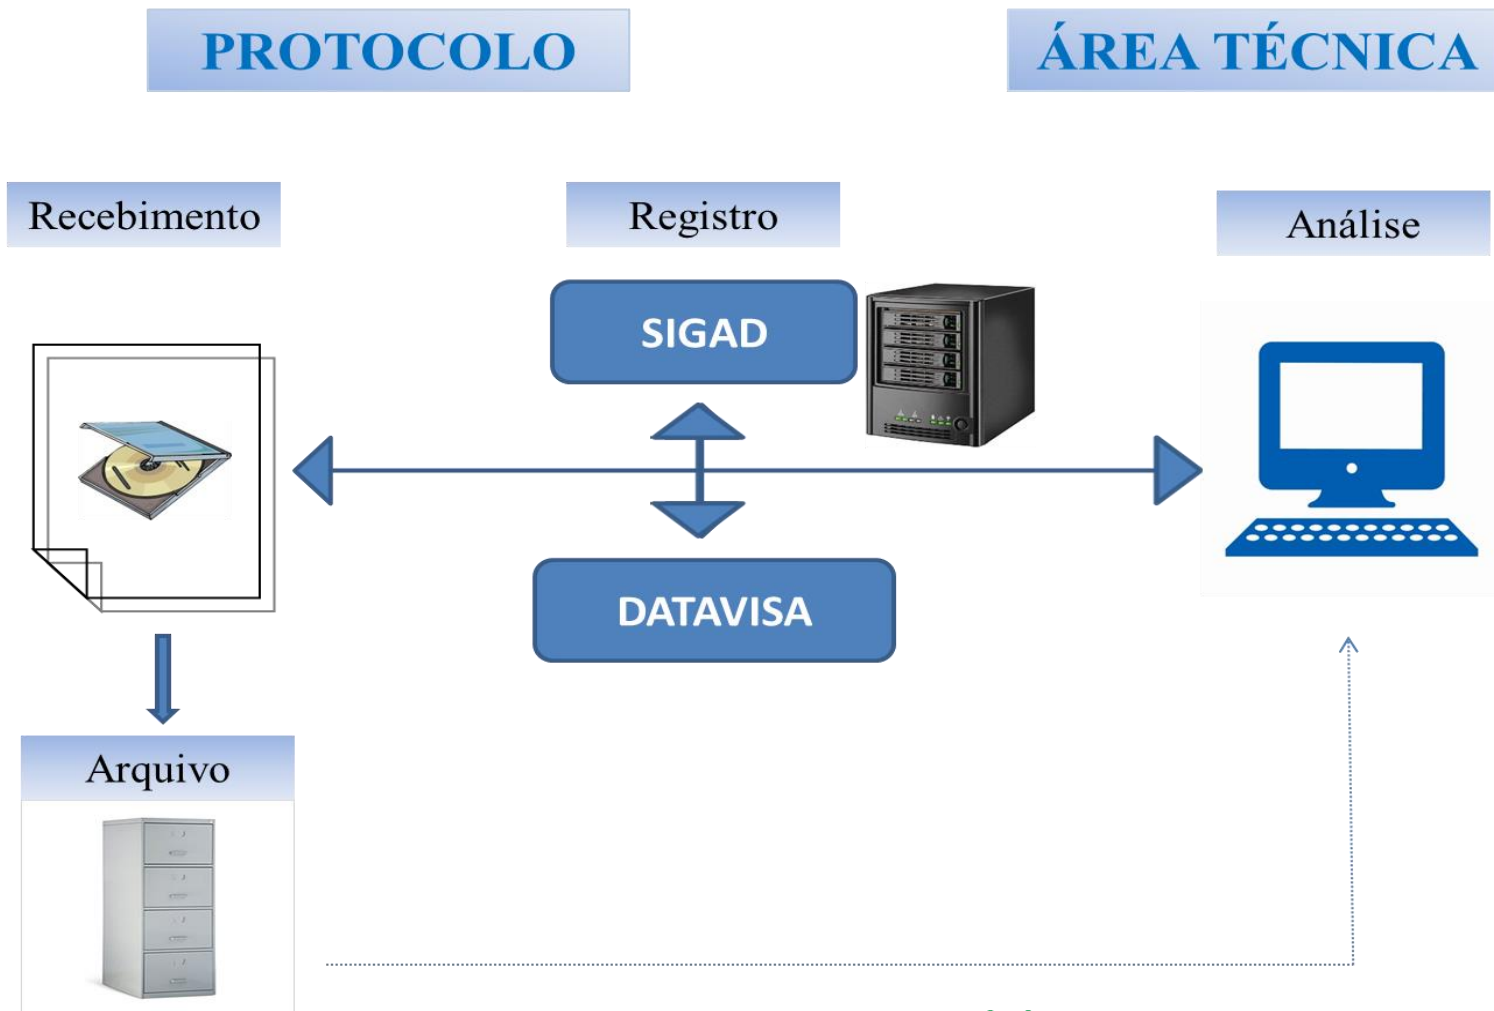 PROTOCOLO
ÁREA TÉCNICA
Recebimento
Registro
Análise
SIGAD
DATAVISA
Arquivo